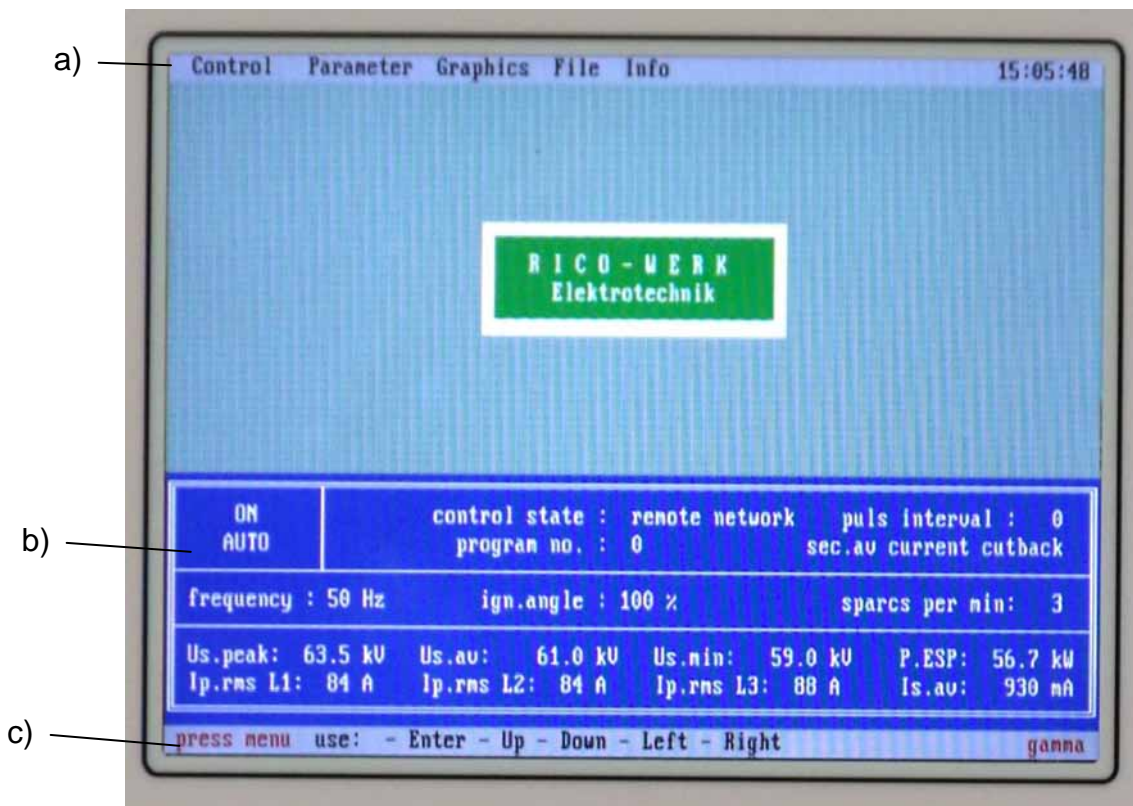 a)
Control Parameter Graphics File Info 15:05:48
RICO-WERK
Elektrotechnik
b)
ON
AUTO
control state : remote network puls interval : 0
program no. : 0 sec.av current cutback
frequency : 50 Hz ign.angle : 100 % sparcs per min: 3
Us.peak: 63.5 kV Us.av: 61.0 kV Us.min: 59.0 kV P.ESP: 56.7 kW
Ip.rms L1: 84 A Ip.rms L2: 84 A Ip.rms L3: 88 A Is.av: 930 mA
c)
press menu use: - Enter - Up - Down - Left - Right gamma